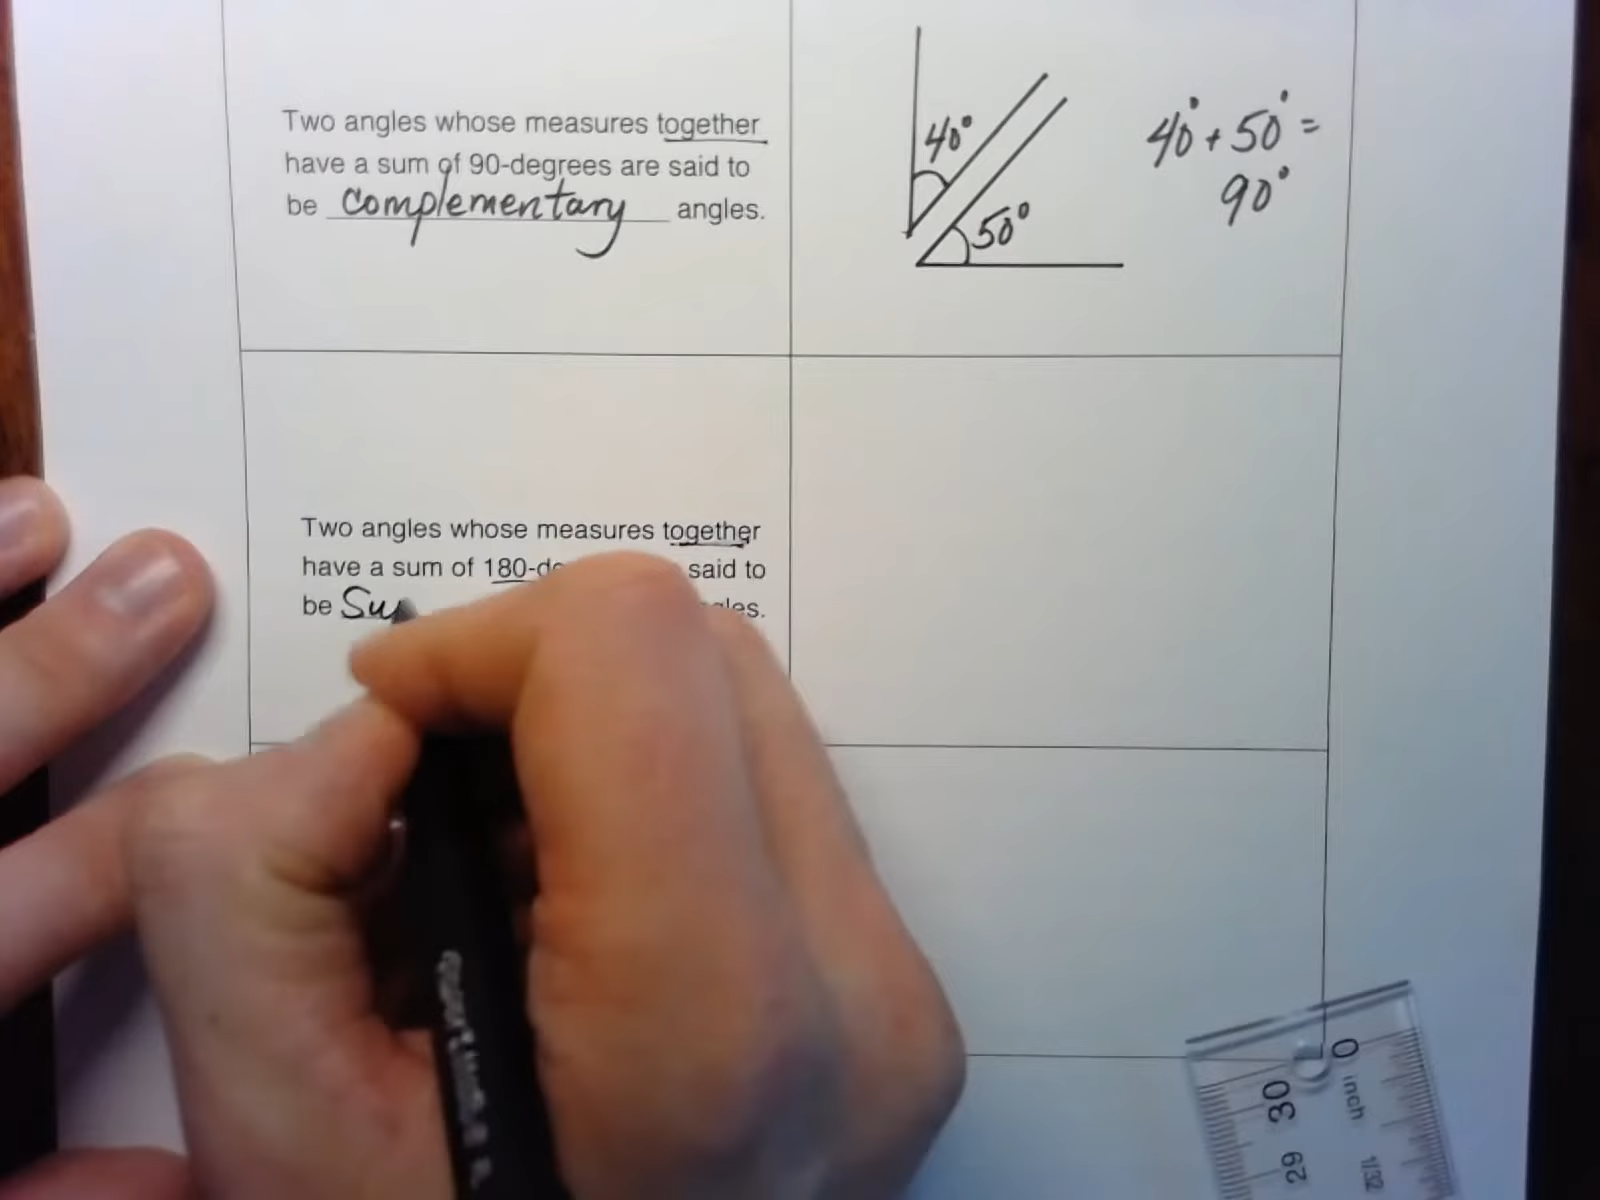 Two angles whose measures together
have a sum of 90-degrees are said to
be complementary angles.
40°
50°
40° + 50° =
90°
Two angles whose measures together
have a sum of 180- said to
be Su
0 inch
30
29
1/32